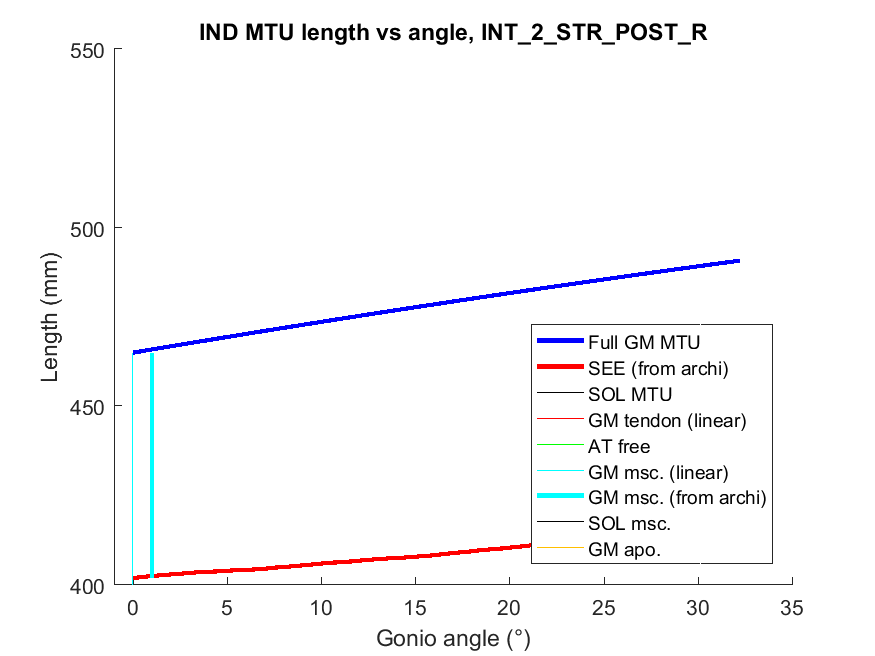 IND MTU length vs angle, INT_2_STR_POST_R
550
500
450
400
Length (mm)
Full GM MTU
SEE (from archi)
SOL MTU
GM tendon (linear)
AT free
GM msc. (linear)
GM msc. (from archi)
SOL msc.
GM apo.
0 5 10 15 20 25 30 35
Gonio angle (°)